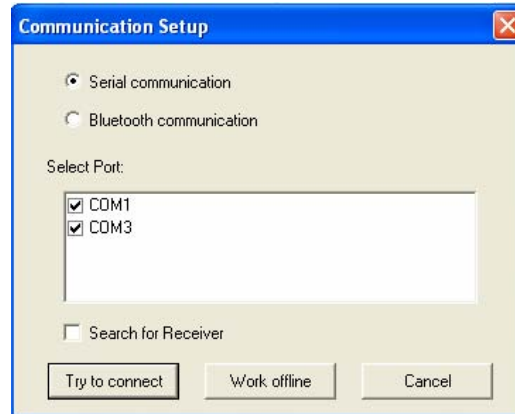 Communication Setup
Serial communication
Bluetooth communication
Select Port:
COM1
COM3
Search for Receiver
Try to connect Work offline Cancel